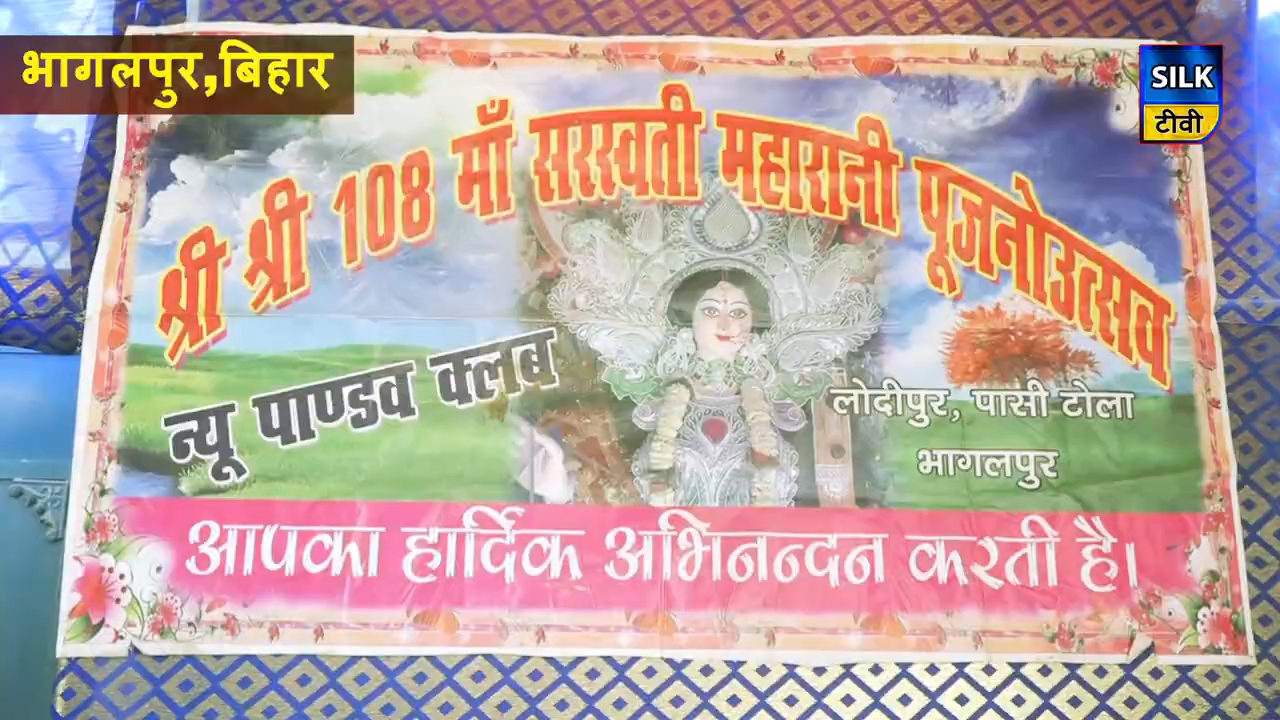 भागलपुर,बिहार
SILK
टीवी
श्री श्री 108 माँ सरस्वती महारानी पूजनोउत्सव
न्यू पाण्डव क्लब
लोदीपुर, पासी टोला
भागलपुर
आपका हार्दिक अभिनन्दन करती है।